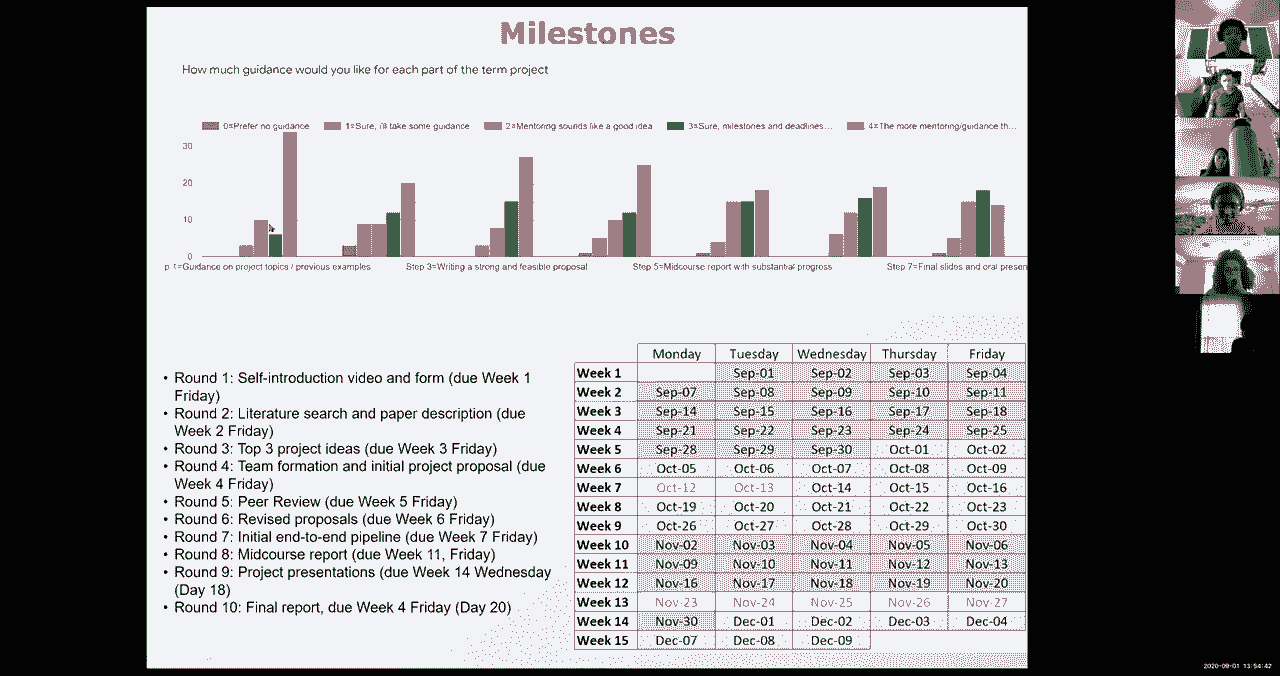 Milestones
How much guidance would you like for each part of the term project
0=Prefer no guidance 1=Sure, i'll take some guidance 2=Mentoring sounds like a good idea 3=Sure, milestones and deadlines... 4=The more mentoring/guidance th...
30
20
10
0
p 1=Guidance on project topics / previous examples Step 3=Writing a strong and feasible proposal Step 5=Midcourse report with substantial progress Step 7=Final slides and oral presen
• Round 1: Self-introduction video and form (due Week 1
Friday)
• Round 2: Literature search and paper description (due
Week 2 Friday)
• Round 3: Top 3 project ideas (due Week 3 Friday)
• Round 4: Team formation and initial project proposal (due
Week 4 Friday)
• Round 5: Peer Review (due Week 5 Friday)
• Round 6: Revised proposals (due Week 6 Friday)
• Round 7: Initial end-to-end pipeline (due Week 7 Friday)
• Round 8: Midcourse report (due Week 11, Friday)
• Round 9: Project presentations (due Week 14 Wednesday
(Day 18)
• Round 10: Final report, due Week 4 Friday (Day 20)
Monday Tuesday Wednesday Thursday Friday
Week 1 Sep-01 Sep-02 Sep-03 Sep-04
Week 2 Sep-07 Sep-08 Sep-09 Sep-10 Sep-11
Week 3 Sep-14 Sep-15 Sep-16 Sep-17 Sep-18
Week 4 Sep-21 Sep-22 Sep-23 Sep-24 Sep-25
Week 5 Sep-28 Sep-29 Sep-30 Oct-01 Oct-02
Week 6 Oct-05 Oct-06 Oct-07 Oct-08 Oct-09
Week 7 Oct-12 Oct-13 Oct-14 Oct-15 Oct-16
Week 8 Oct-19 Oct-20 Oct-21 Oct-22 Oct-23
Week 9 Oct-26 Oct-27 Oct-28 Oct-29 Oct-30
Week 10 Nov-02 Nov-03 Nov-04 Nov-05 Nov-06
Week 11 Nov-09 Nov-10 Nov-11 Nov-12 Nov-13
Week 12 Nov-16 Nov-17 Nov-18 Nov-19 Nov-20
Week 13 Nov-23 Nov-24 Nov-25 Nov-26 Nov-27
Week 14 Nov-30 Dec-01 Dec-02 Dec-03 Dec-04
Week 15 Dec-07 Dec-08 Dec-09
2020-09-01 13:54:42